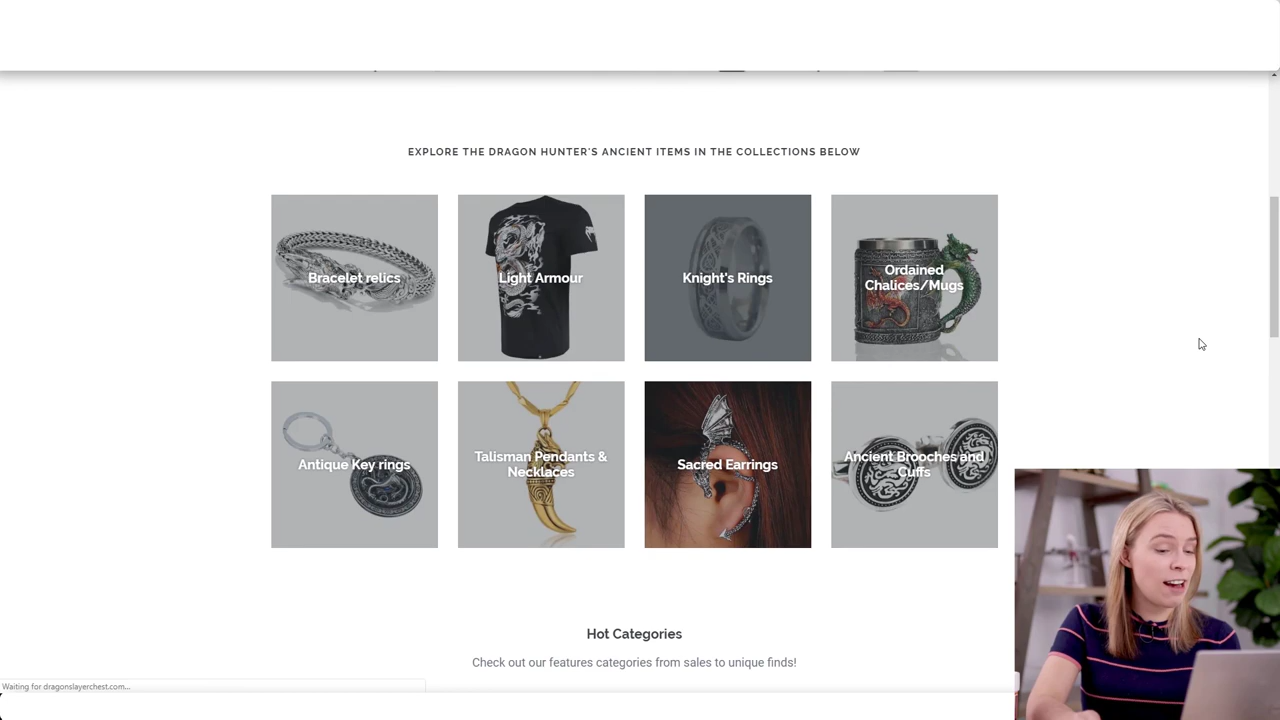 EXPLORE THE DRAGON HUNTER'S ANCIENT ITEMS IN THE COLLECTIONS BELOW
Bracelet relics
Light Armour
Knight's Rings
Ordained
Chalices/Mugs
Antique Key rings
Talisman Pendants &
Necklaces
Sacred Earrings
Ancient Brooches and
Cuffs
Hot Categories
Check out our features categories from sales to unique finds!
Waiting for dragonslayerchest.com...